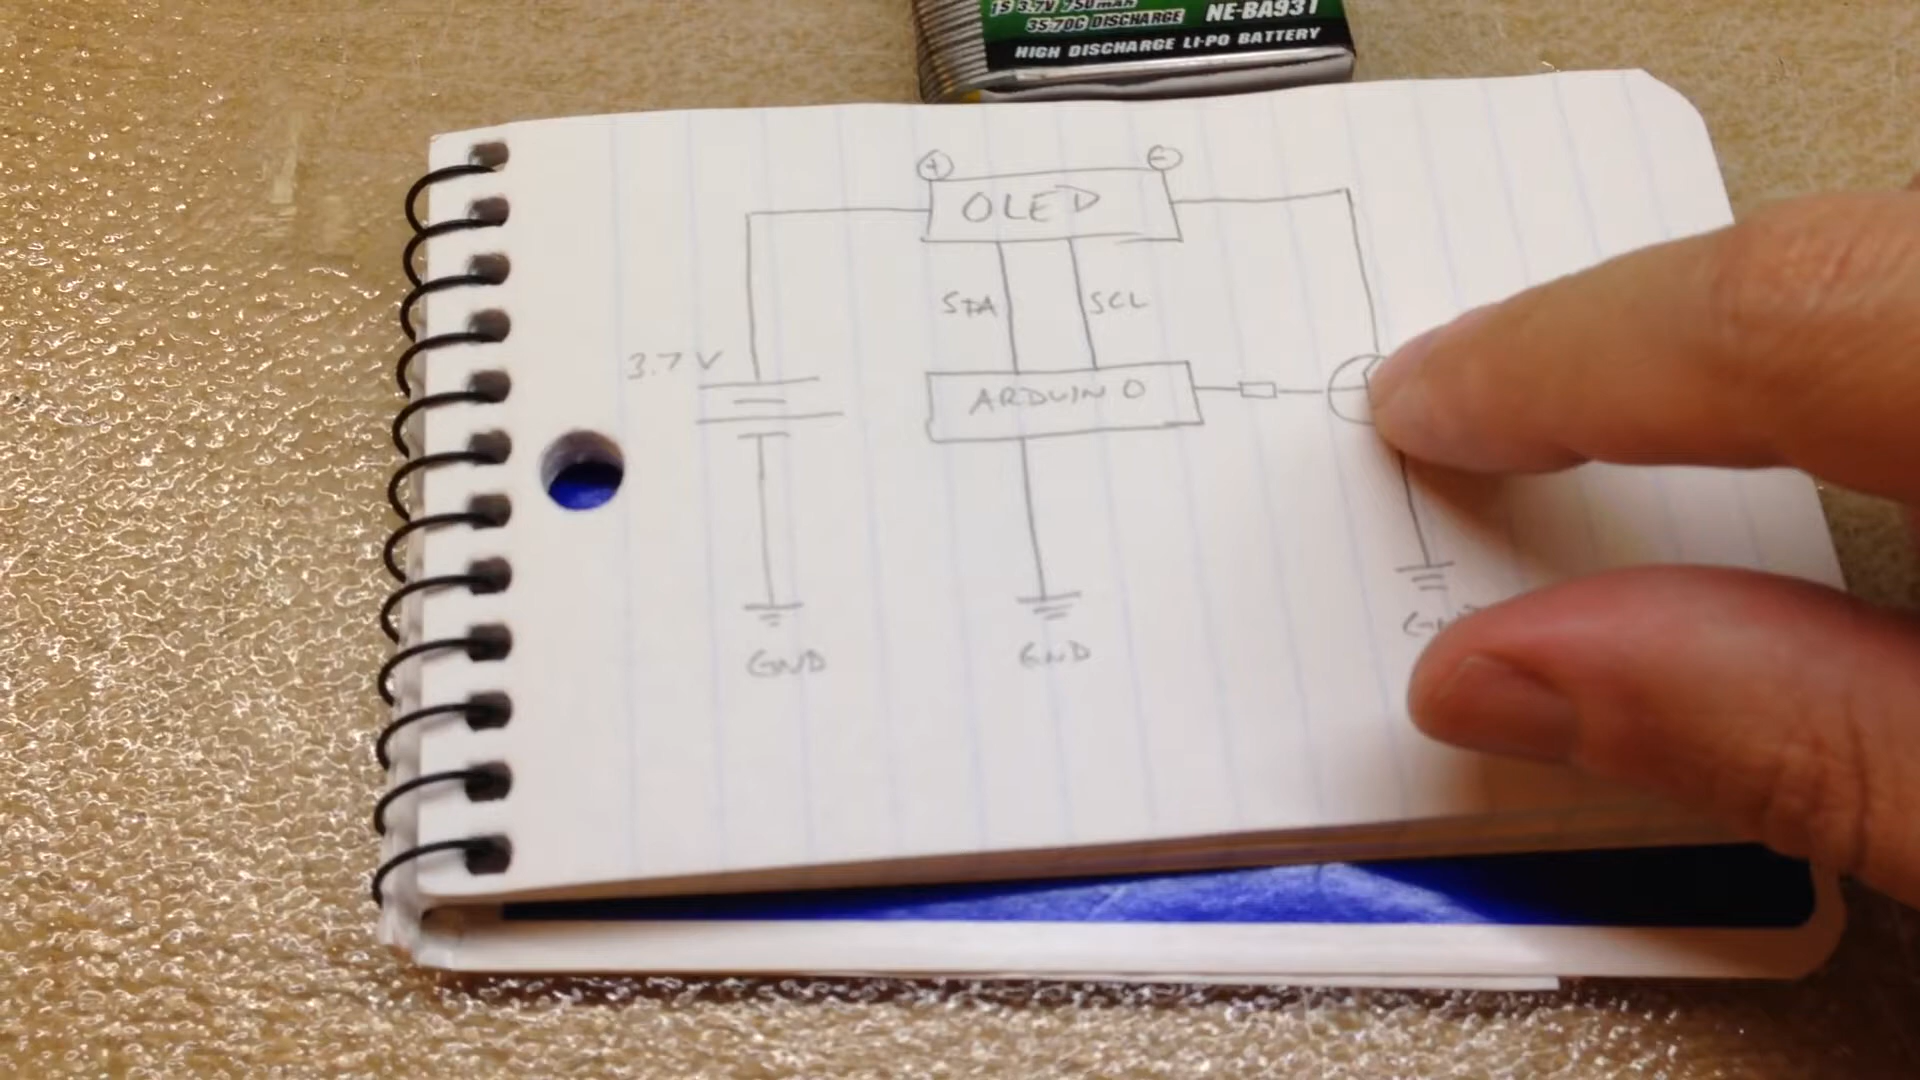 1S 3.7V 750mAh
35-70C DISCHARGE NE-BA931
HIGH DISCHARGE LI-PO BATTERY
+ -
OLED
SDA SCL
3.7V
ARDUINO
GND GND GND